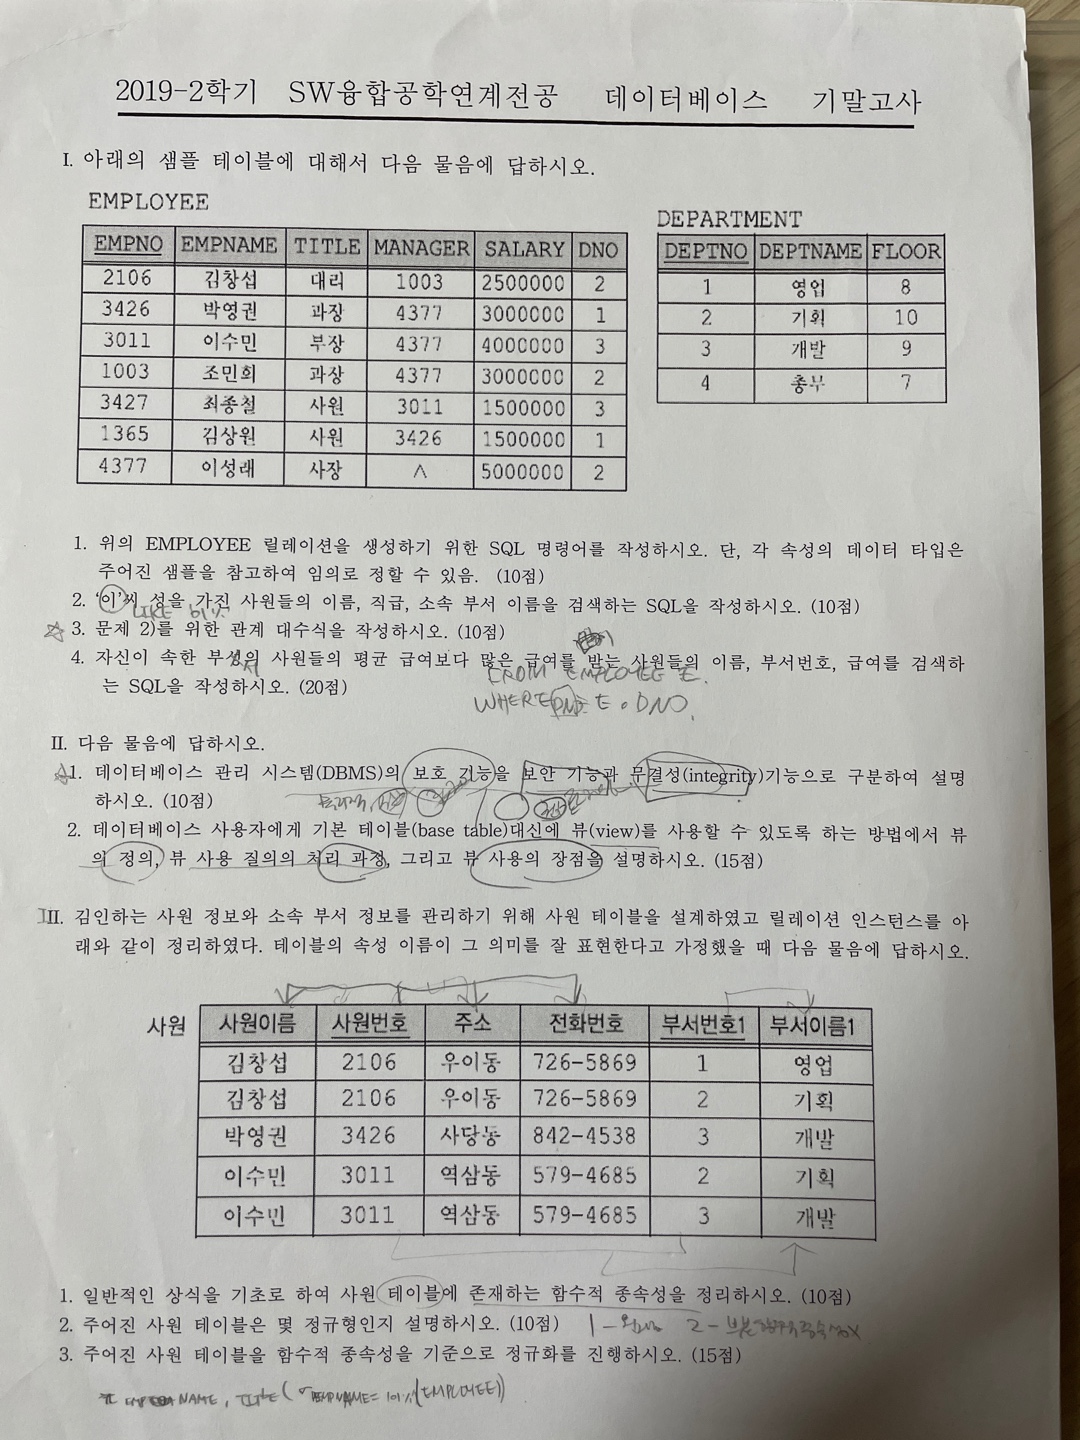 2019-2학기 SW융합공학연계전공 데이터베이스 기말고사
I. 아래의 샘플 테이블에 대해서 다음 물음에 답하시오.
EMPLOYEE
EMPNO EMPNAME TITLE MANAGER SALARY DNO
2106 김창섭 대리 1003 2500000 2
3426 박영권 과장 4377 3000000 1
3011 이수민 부장 4377 4000000 3
1003 조민희 과장 4377 3000000 2
3427 최종철 사원 3011 1500000 3
1365 김상원 사원 3426 1500000 1
4377 이성래 사장 ∧ 5000000 2
DEPARTMENT
DEPTNO DEPTNAME FLOOR
1 영업 8
2 기획 10
3 개발 9
4 총무 7
1. 위의 EMPLOYEE 릴레이션을 생성하기 위한 SQL 명령어를 작성하시오. 단, 각 속성의 데이터 타입은
주어진 샘플을 참고하여 임의로 정할 수 있음. (10점)
2. '이'씨 성을 가진 사원들의 이름, 직급, 소속 부서 이름을 검색하는 SQL을 작성하시오. (10점)
LIKE '이%'
3. 문제 2)를 위한 관계 대수식을 작성하시오. (10점)
4. 자신이 속한 부서의 사원들의 평균 급여보다 많은 급여를 받는 사원들의 이름, 부서번호, 급여를 검색하
는 SQL을 작성하시오. (20점)
FROM EMPLOYEE E
WHERE E.DNO
II. 다음 물음에 답하시오.
1. 데이터베이스 관리 시스템(DBMS)의 보호 기능을 보안 기능과 무결성(integrity)기능으로 구분하여 설명
하시오. (10점)
2. 데이터베이스 사용자에게 기본 테이블(base table)대신에 뷰(view)를 사용할 수 있도록 하는 방법에서 뷰
의 정의, 뷰 사용 질의의 처리 과정, 그리고 뷰 사용의 장점을 설명하시오. (15점)
III. 김인하는 사원 정보와 소속 부서 정보를 관리하기 위해 사원 테이블을 설계하였고 릴레이션 인스턴스를 아
래와 같이 정리하였다. 테이블의 속성 이름이 그 의미를 잘 표현한다고 가정했을 때 다음 물음에 답하시오.
사원
사원이름 사원번호 주소 전화번호 부서번호1 부서이름1
김창섭 2106 우이동 726-5869 1 영업
김창섭 2106 우이동 726-5869 2 기획
박영권 3426 사당동 842-4538 3 개발
이수민 3011 역삼동 579-4685 2 기획
이수민 3011 역삼동 579-4685 3 개발
1. 일반적인 상식을 기초로 하여 사원 테이블에 존재하는 함수적 종속성을 정리하시오. (10점)
2. 주어진 사원 테이블은 몇 정규형인지 설명하시오. (10점)
3. 주어진 사원 테이블을 함수적 종속성을 기준으로 정규화를 진행하시오. (15점)
NAME, TITLE ( EMPNAME= 이% (EMPLOYEE))